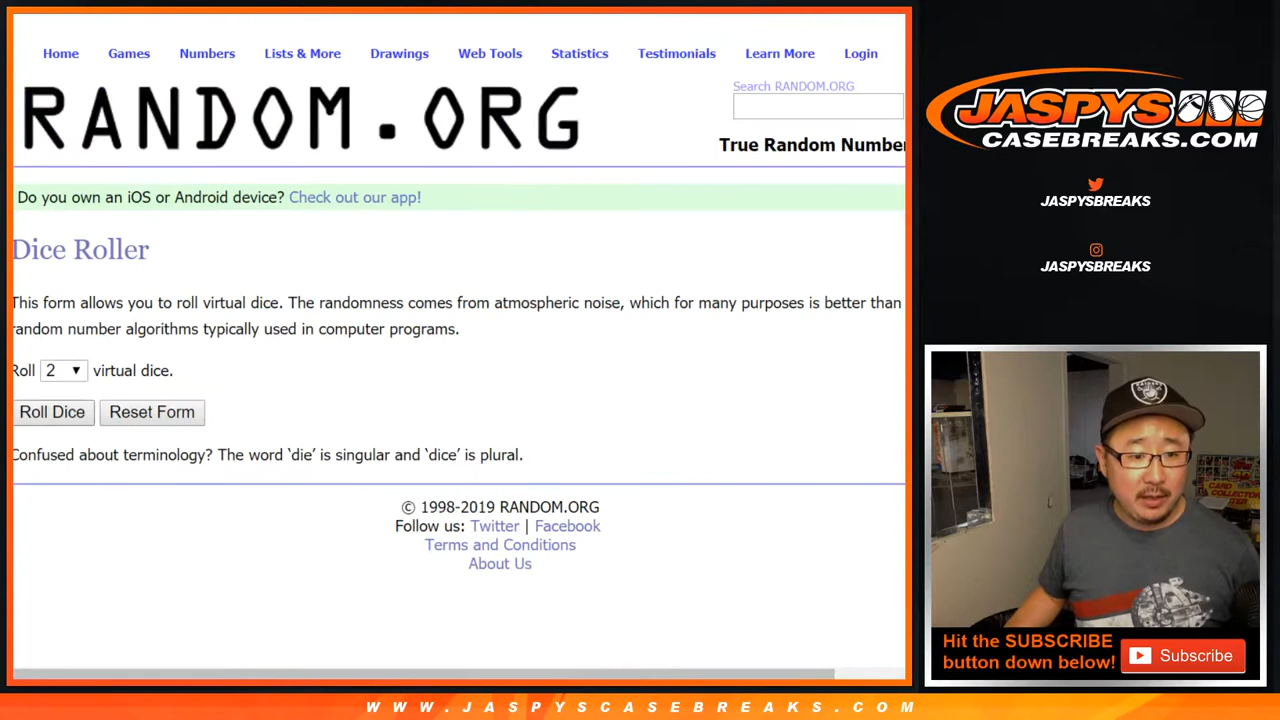 Home Games Numbers Lists & More Drawings Web Tools Statistics Testimonials Learn More Login
RANDOM.ORG
Search RANDOM.ORG
True Random Number
Do you own an iOS or Android device? Check out our app!
Dice Roller
This form allows you to roll virtual dice. The randomness comes from atmospheric noise, which for many purposes is better than
random number algorithms typically used in computer programs.
Roll 2 virtual dice.
Roll Dice Reset Form
Confused about terminology? The word ‘die’ is singular and ‘dice’ is plural.
© 1998-2019 RANDOM.ORG
Follow us: Twitter | Facebook
Terms and Conditions
About Us
JASPYS
CASEBREAKS.COM
JASPYSBREAKS
JASPYSBREAKS
RAIDERS
Topps
CARD
COLLECTOR
Hit the SUBSCRIBE
button down below!
Subscribe
WWW.JASPYSCASEBREAKS.COM